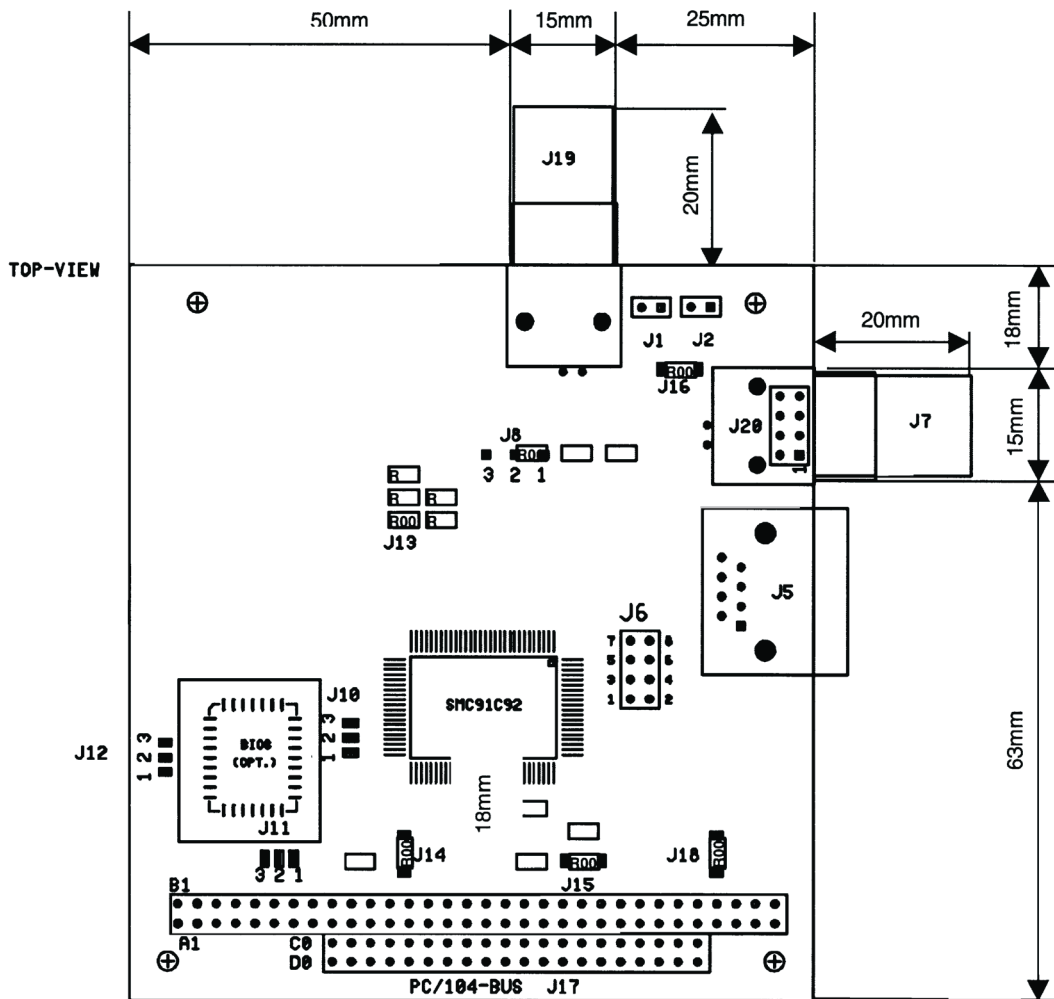 50mm
15mm
25mm
J19
20mm
TOP-VIEW
18mm
J1
J2
20mm
R00
J16
J20
J7
15mm
1
J8
R00
3 2 1
R
R R
R00 R
J13
J5
J6
7 8
5 6
3 4
1 2
SMC91C92
J10
1 2 3
BIOS
(OPT.)
J12
1 2 3
63mm
18mm
J11
3 2 1
R00
J14
R00
J15
J18
R00
B1
A1
C0
D0
PC/104-BUS J17